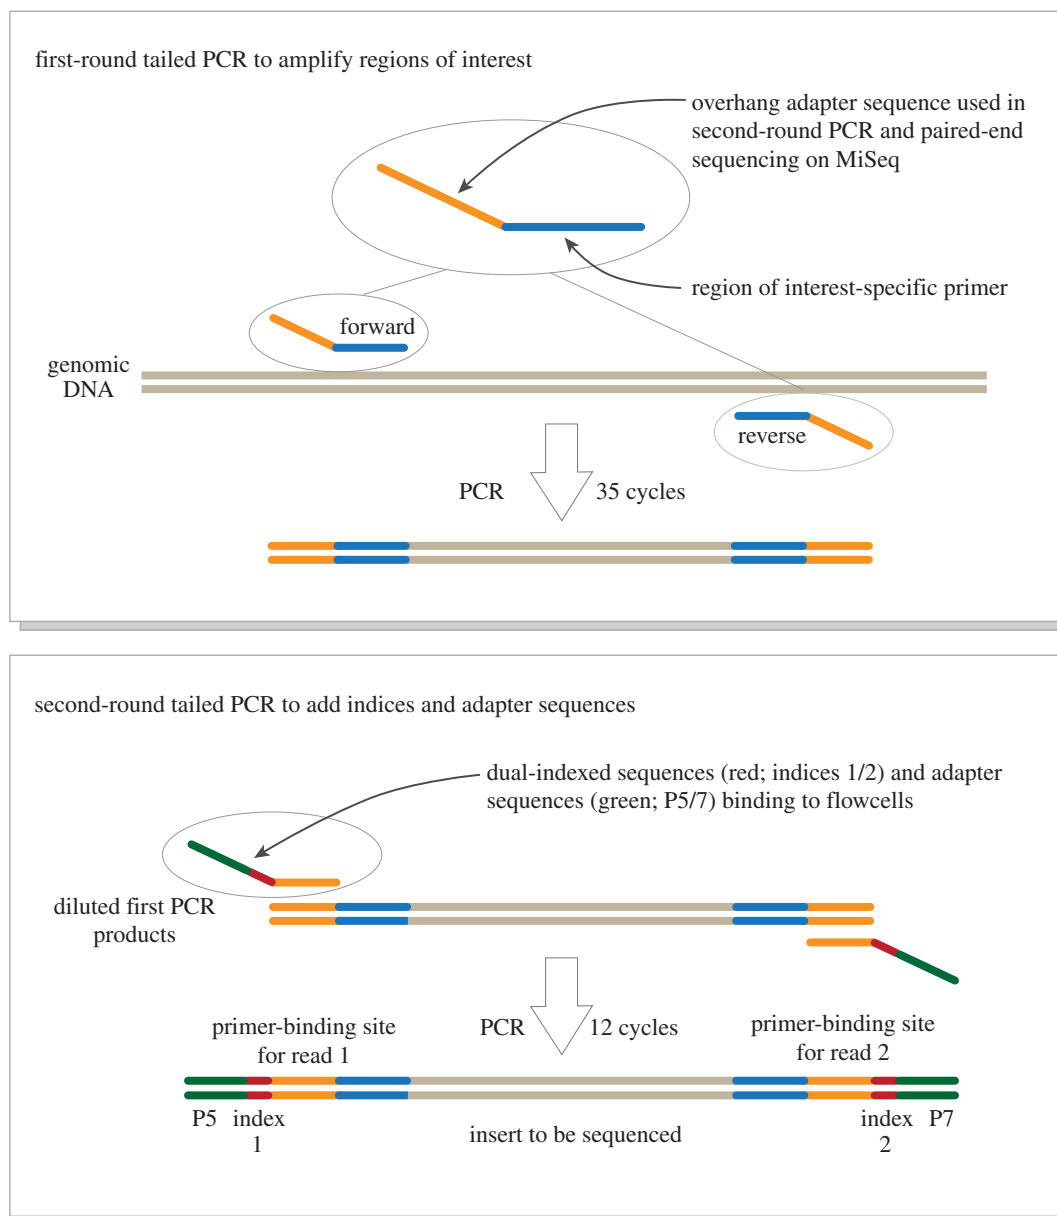 first-round tailed PCR to amplify regions of interest
overhang adapter sequence used in
second-round PCR and paired-end
sequencing on MiSeq
region of interest-specific primer
forward
genomic
DNA
reverse
PCR 35 cycles
second-round tailed PCR to add indices and adapter sequences
dual-indexed sequences (red; indices 1/2) and adapter
sequences (green; P5/7) binding to flowcells
diluted first PCR
products
PCR 12 cycles
primer-binding site
for read 1
primer-binding site
for read 2
P5 index
1
insert to be sequenced
index P7
2